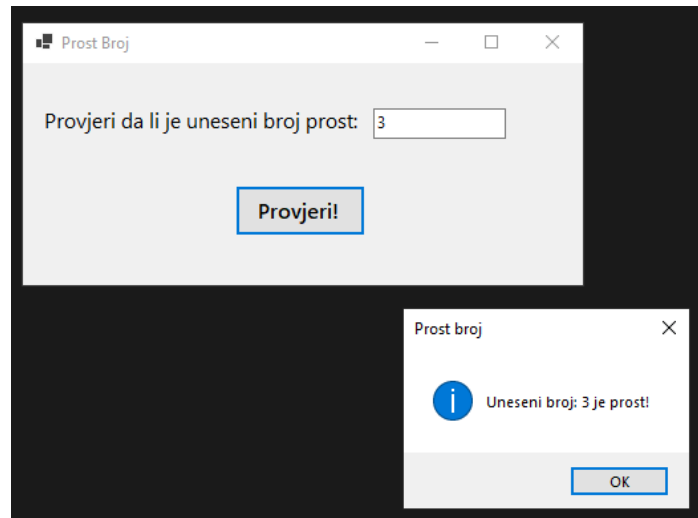 Prost Broj
Provjeri da li je uneseni broj prost: 3
Provjeri!
Prost broj
Uneseni broj: 3 je prost!
OK